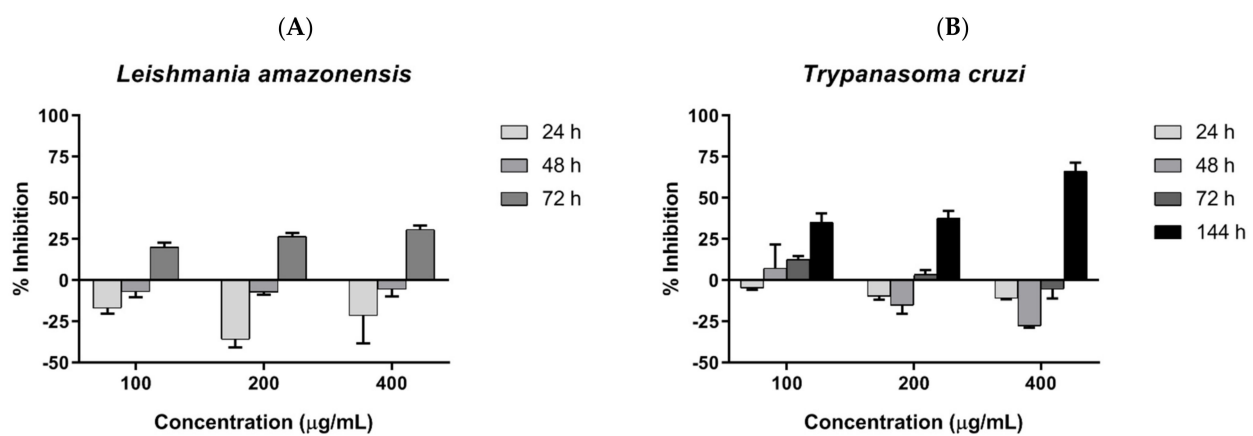 (A)
Leishmania amazonensis
100
75
50
25
0
-25
-50
% Inhibition
100 200 400
Concentration (μg/mL)
24 h
48 h
72 h
(B)
Trypanasoma cruzi
100
75
50
25
0
-25
-50
% Inhibition
100 200 400
Concentration (μg/mL)
24 h
48 h
72 h
144 h